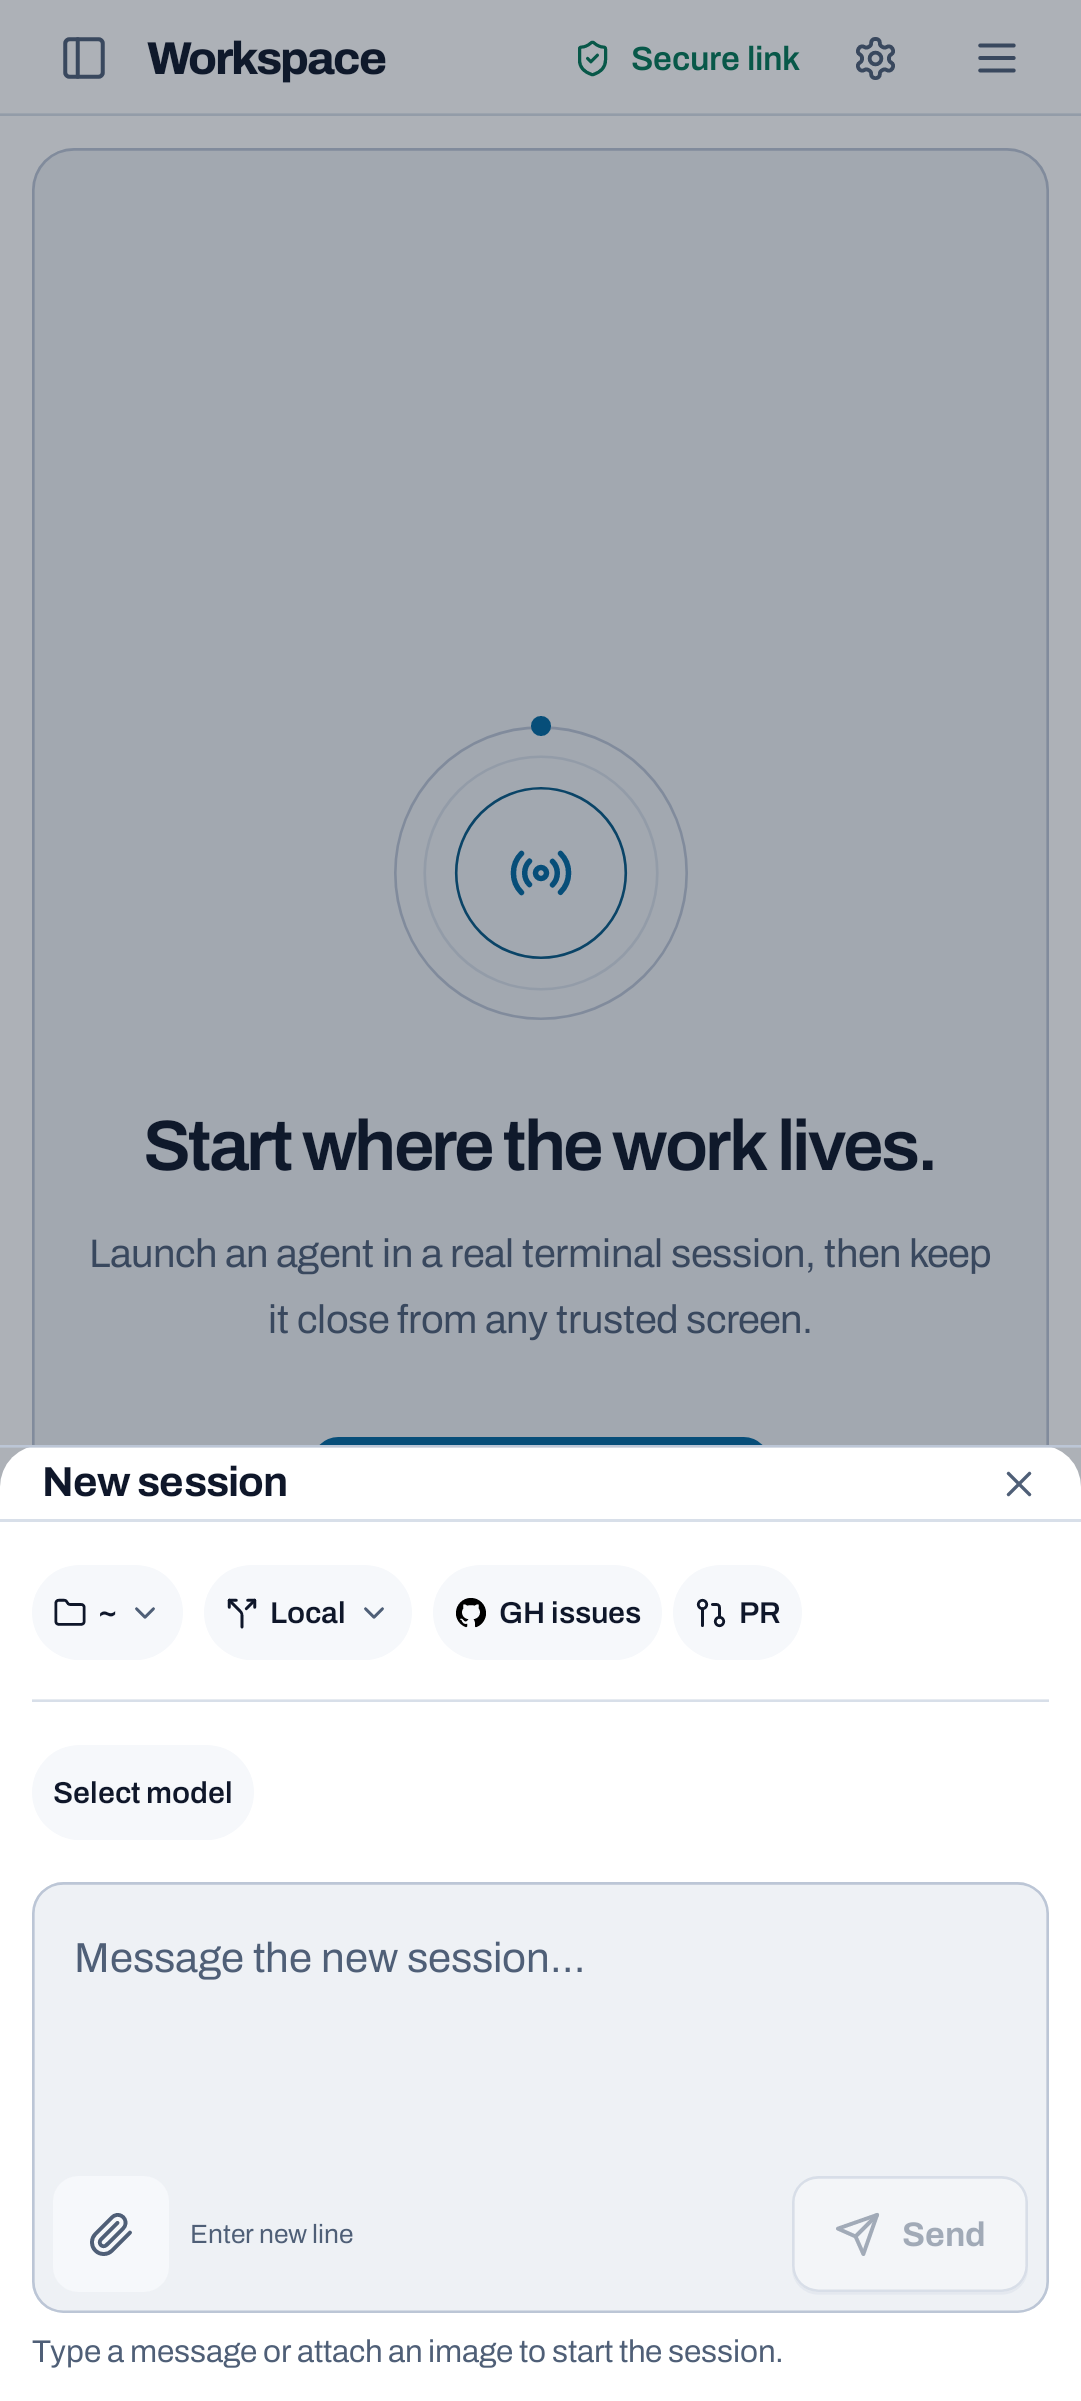 Workspace
Secure link
Start where the work lives.
Launch an agent in a real terminal session, then keep
it close from any trusted screen.
New session
~
Local
GH issues
PR
Select model
Message the new session...
Enter new line
Send
Type a message or attach an image to start the session.